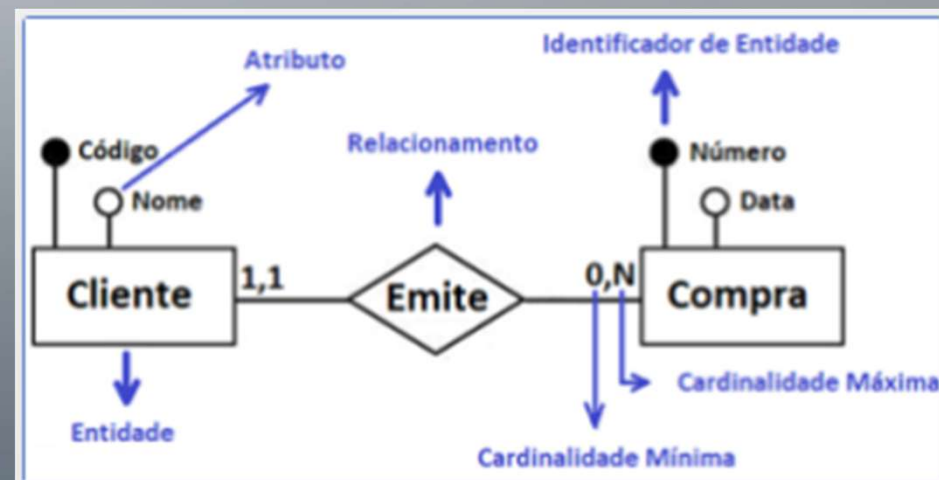 Identificador de Entidade
Atributo
Relacionamento
Código
Número
Nome
Data
Cliente
1,1
Emite
0,N
Compra
Cardinalidade Máxima
Entidade
Cardinalidade Mínima